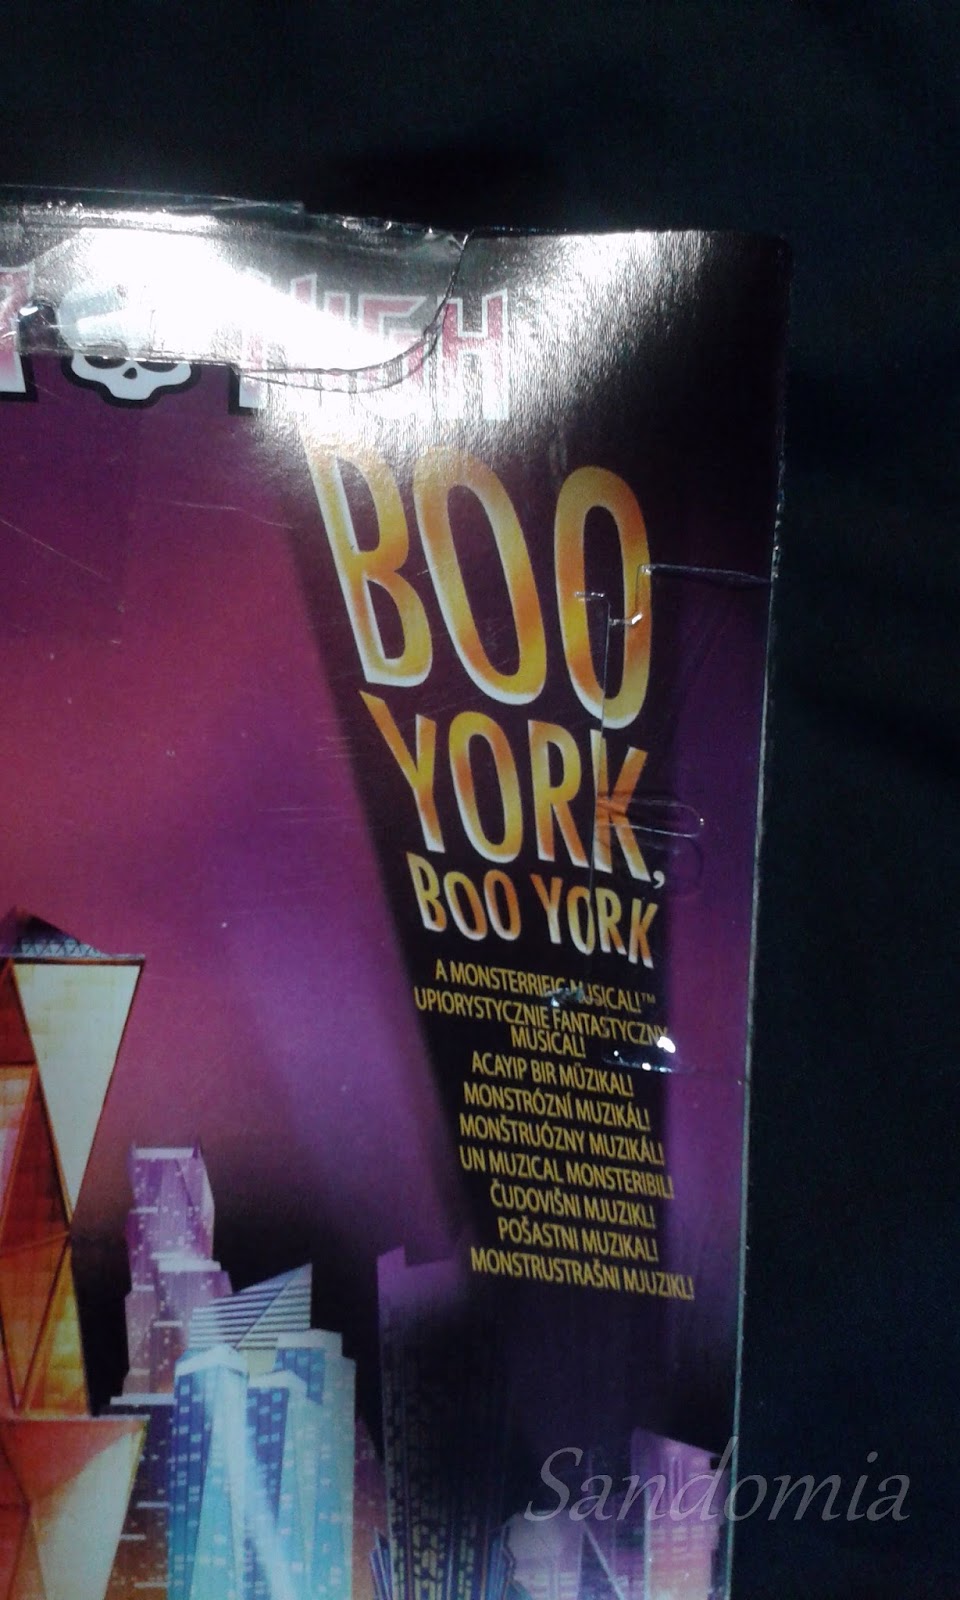 HIGH
BOO
YORK,
BOO YORK
A MONSTERRIFIC MUSICAL!™
UPIORYSTYCZNIE FANTASTYCZNY
MUSICAL!
ACAYIP BIR MÜZIKAL!
MONSTRÓZNÍ MUZIKÁL!
MONŠTRUÓZNY MUZIKÁL!
UN MUZICAL MONSTERIBIL!
ČUDOVIŠNI MJUZIKL!
POŠASTNI MUZIKAL!
MONSTRUSTRAŠNI MJUZIKL!
Sandomia